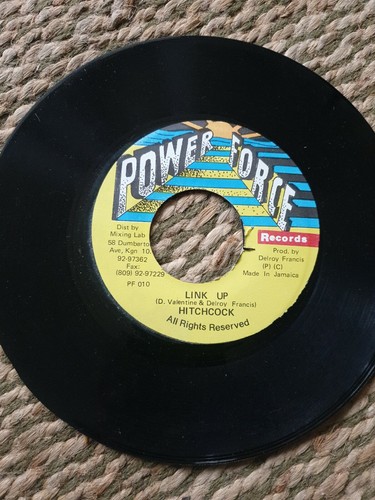 POWER FORCE
Records
Dist by
Mixing Lab
58 Dumberton
Ave, Kgn. 10.
92-97362
Fax:
(809) 92-97229
PF 010
Prod. by
Delroy Francis
(P) (C)
Made In Jamaica
LINK UP
(D. Valentine & Delroy Francis)
HITCHCOCK
All Rights Reserved